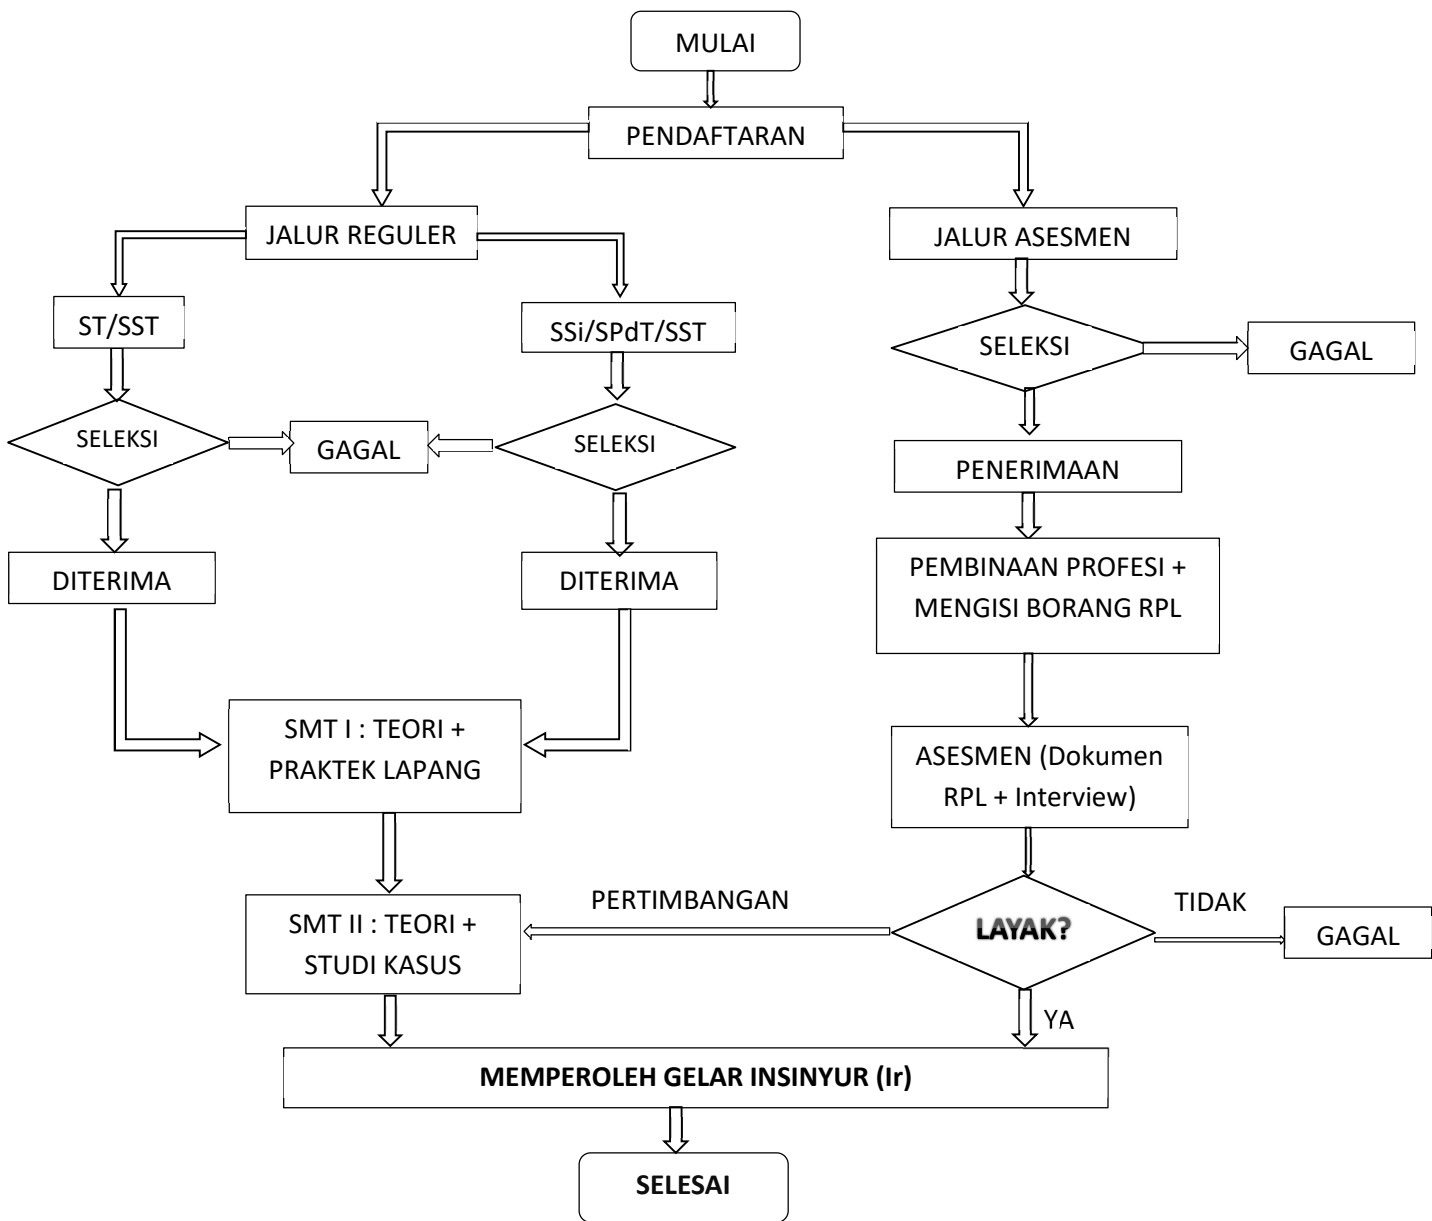 MULAI
PENDAFTARAN
JALUR REGULER
JALUR ASESMEN
ST/SST
SSi/SPdT/SST
SELEKSI
GAGAL
SELEKSI
GAGAL
SELEKSI
PENERIMAAN
DITERIMA
DITERIMA
PEMBINAAN PROFESI +
MENGISI BORANG RPL
SMT I : TEORI +
PRAKTEK LAPANG
ASESMEN (Dokumen
RPL + Interview)
SMT II : TEORI +
STUDI KASUS
PERTIMBANGAN
LAYAK?
TIDAK
GAGAL
YA
MEMPEROLEH GELAR INSINYUR (Ir)
SELESAI